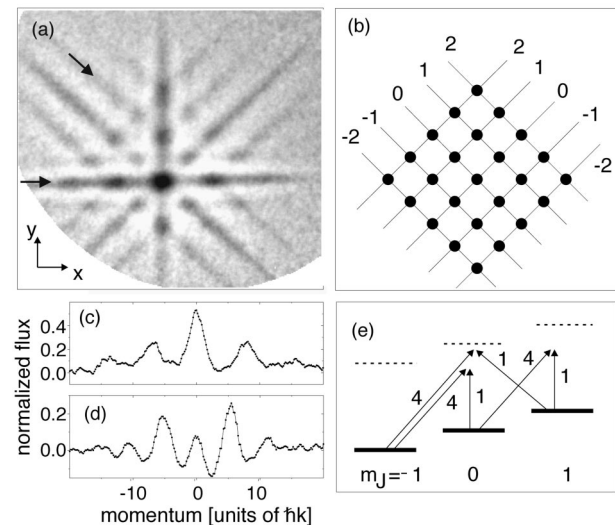 (a)
y
x
(b)
2 2
1 1
0 0
-1 -1
-2 -2
(c)
0.4
0.2
0.0
(d)
0.2
0.0
normalized flux
-10 0 10
momentum [units of ħk]
(e)
4 4 1 4 1 1
mJ=-1 0 1